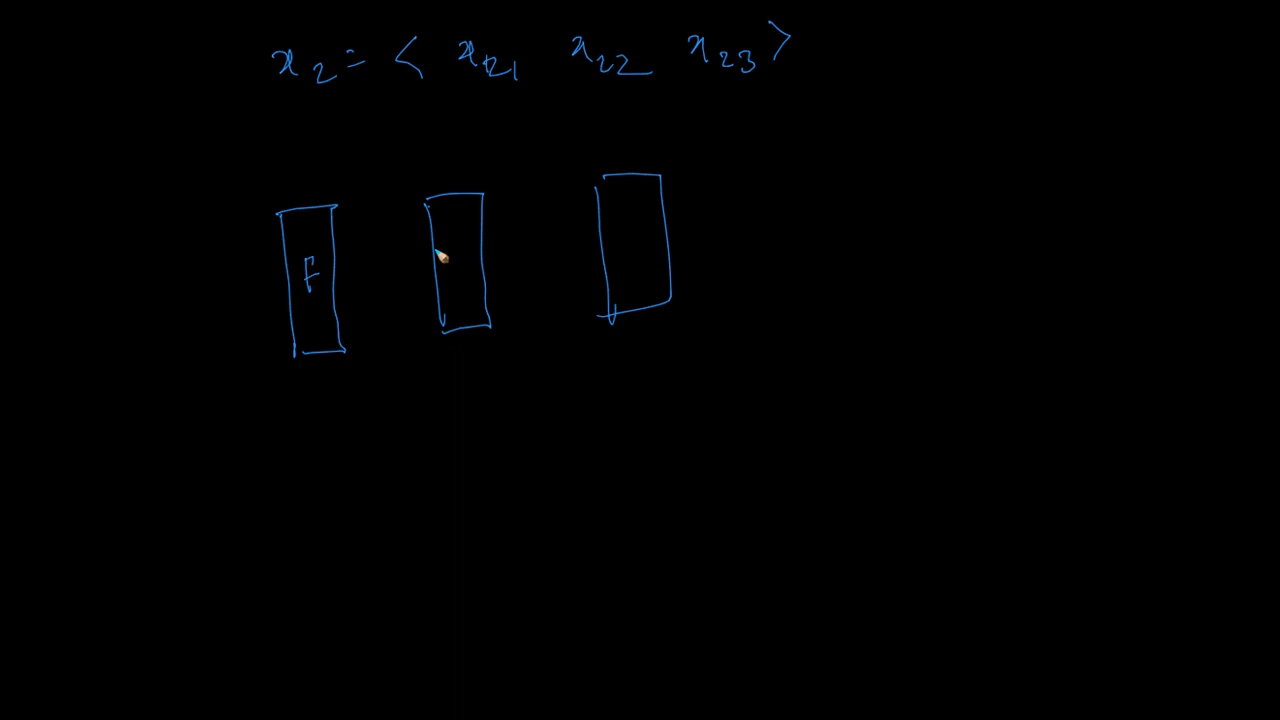 x₂ = < x₂₁ x₂₂ x₂₃ >
F